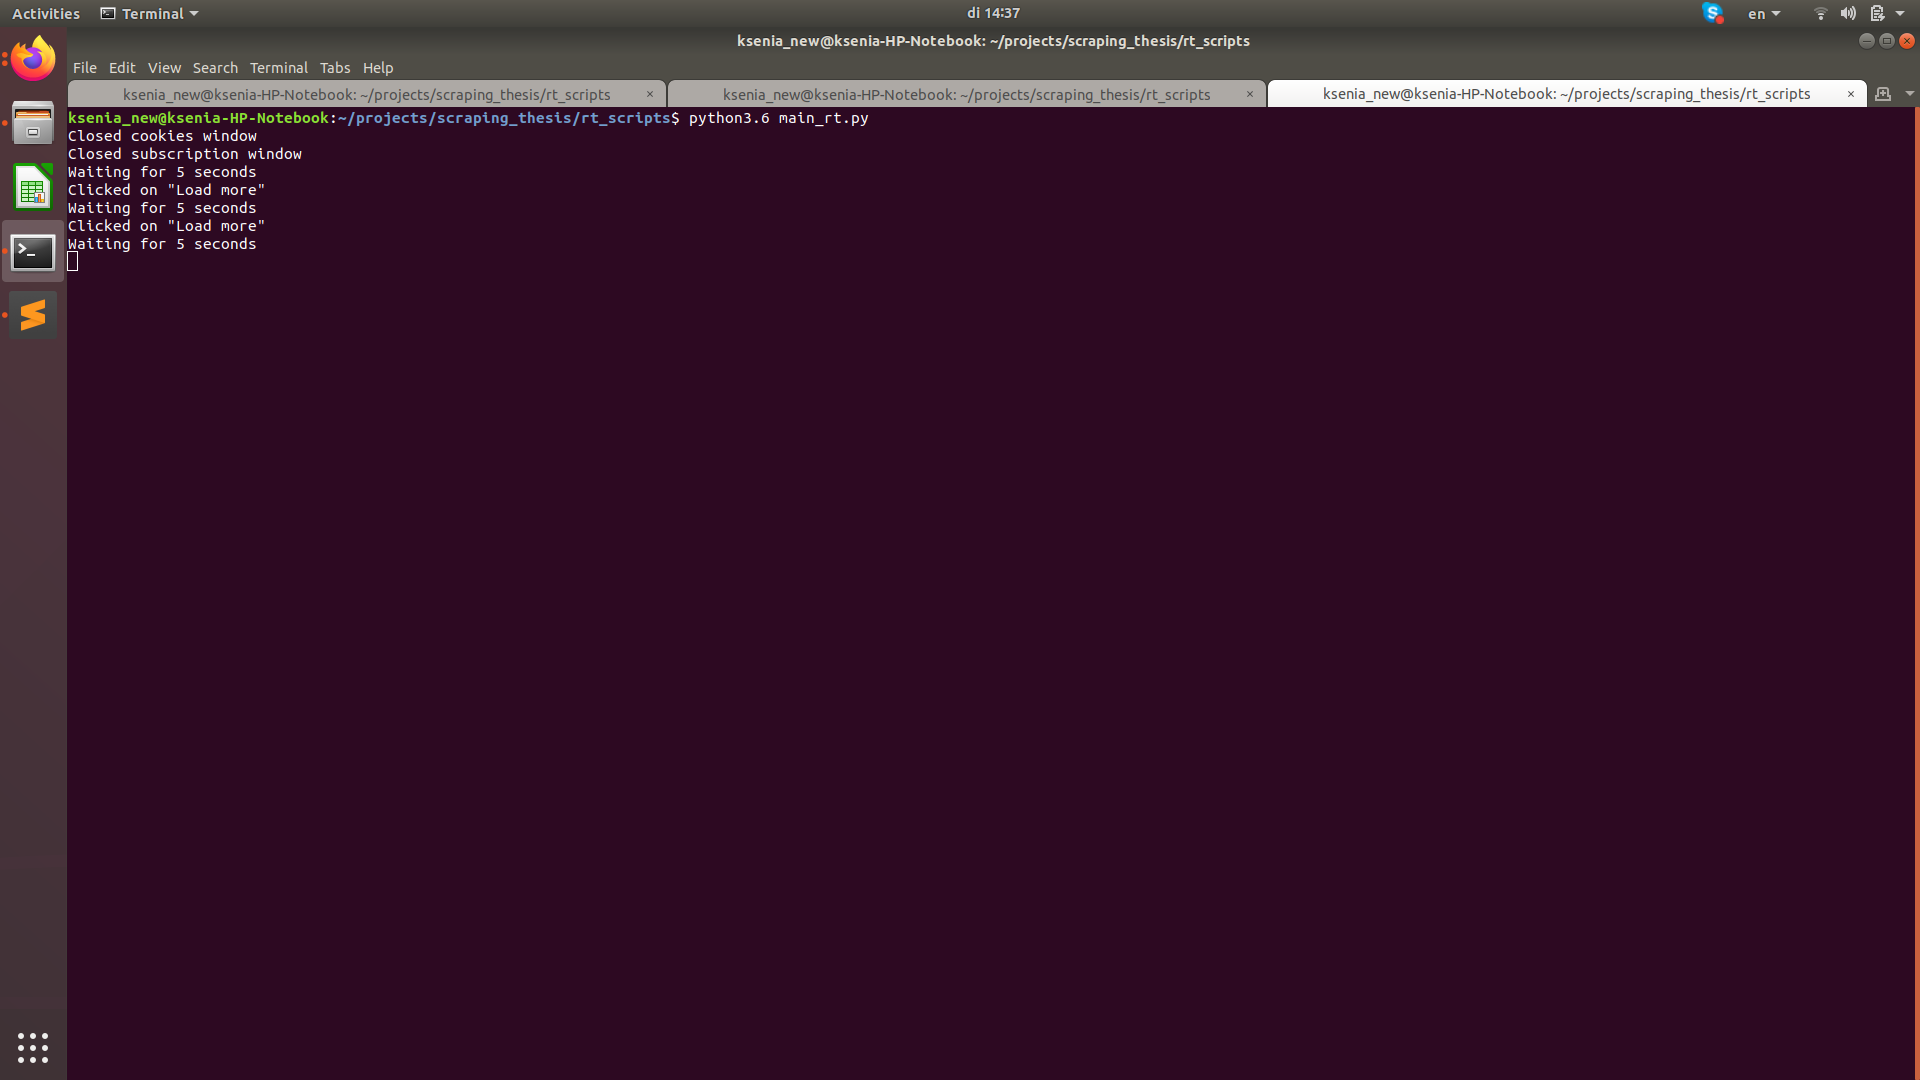 Activities Terminal di 14:37 en
ksenia_new@ksenia-HP-Notebook: ~/projects/scraping_thesis/rt_scripts
File Edit View Search Terminal Tabs Help
ksenia_new@ksenia-HP-Notebook: ~/projects/scraping_thesis/rt_scripts × ksenia_new@ksenia-HP-Notebook: ~/projects/scraping_thesis/rt_scripts × ksenia_new@ksenia-HP-Notebook: ~/projects/scraping_thesis/rt_scripts ×
ksenia_new@ksenia-HP-Notebook:~/projects/scraping_thesis/rt_scripts$ python3.6 main_rt.py
Closed cookies window
Closed subscription window
Waiting for 5 seconds
Clicked on "Load more"
Waiting for 5 seconds
Clicked on "Load more"
Waiting for 5 seconds